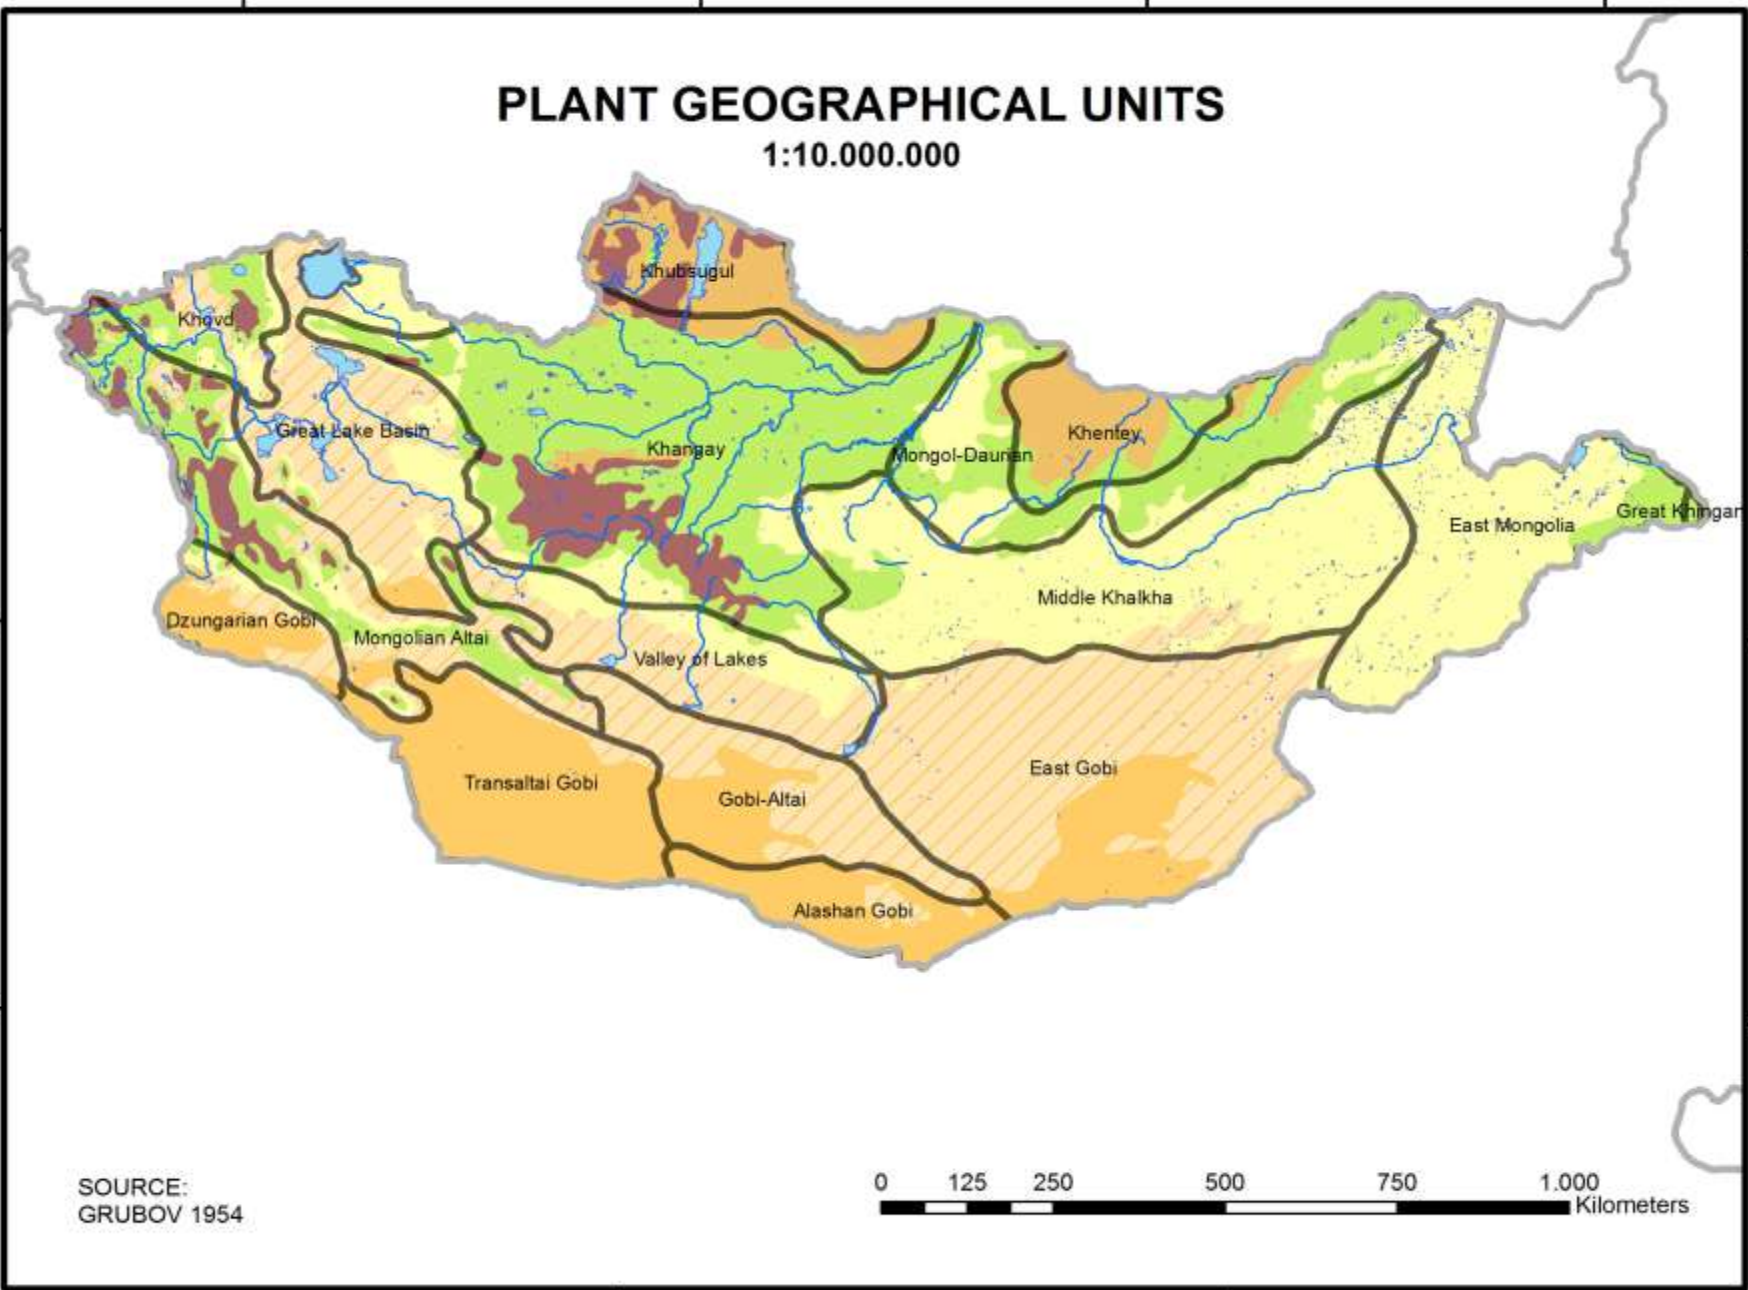 PLANT GEOGRAPHICAL UNITS
1:10.000.000
Khubsugul
Khovd
Great Lake Basin
Khangay
Mongol-Daurian
Khentey
East Mongolia
Great Khingan
Middle Khalkha
Dzungarian Gobi
Mongolian Altai
Valley of Lakes
East Gobi
Transaltai Gobi
Gobi-Altai
Alashan Gobi
SOURCE:
GRUBOV 1954
0 125 250 500 750 1.000
Kilometers